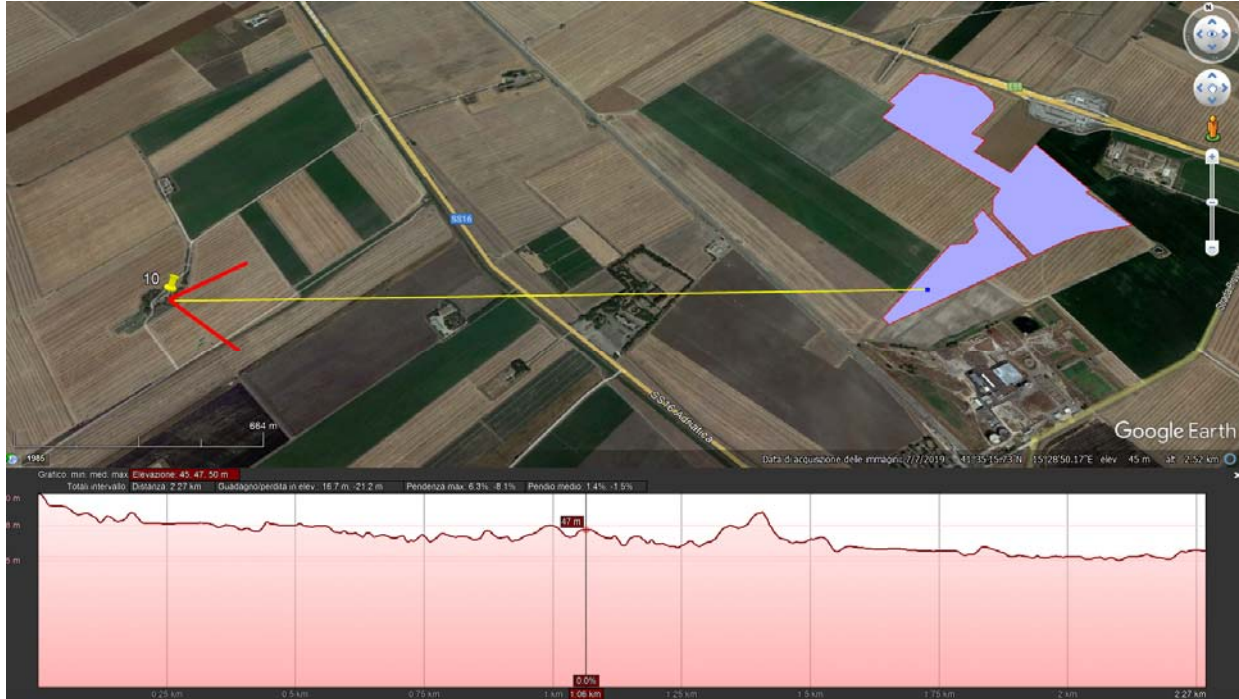 N
SS16
10
SS16 Adriatica
664 m
Google Earth
1986
Data di acquisizione delle immagini: 7/7/2019 41°35'15.73"N 15°28'50.17"E elev 45 m alt 2.52 km
Grafico: min. med. max Elevazione: 45, 47, 50 m
Totali intervallo: Distanza: 2.27 km Guadagno/perdita in elev.: 16.7 m, -21.2 m Pendenza max: 6.3%, -8.1% Pendio medio: 1.4%, -1.5%
47 m
0.0%
0.25 km 0.5 km 0.75 km 1 km 1.06 km 1.25 km 1.5 km 1.75 km 2 km 2.27 km